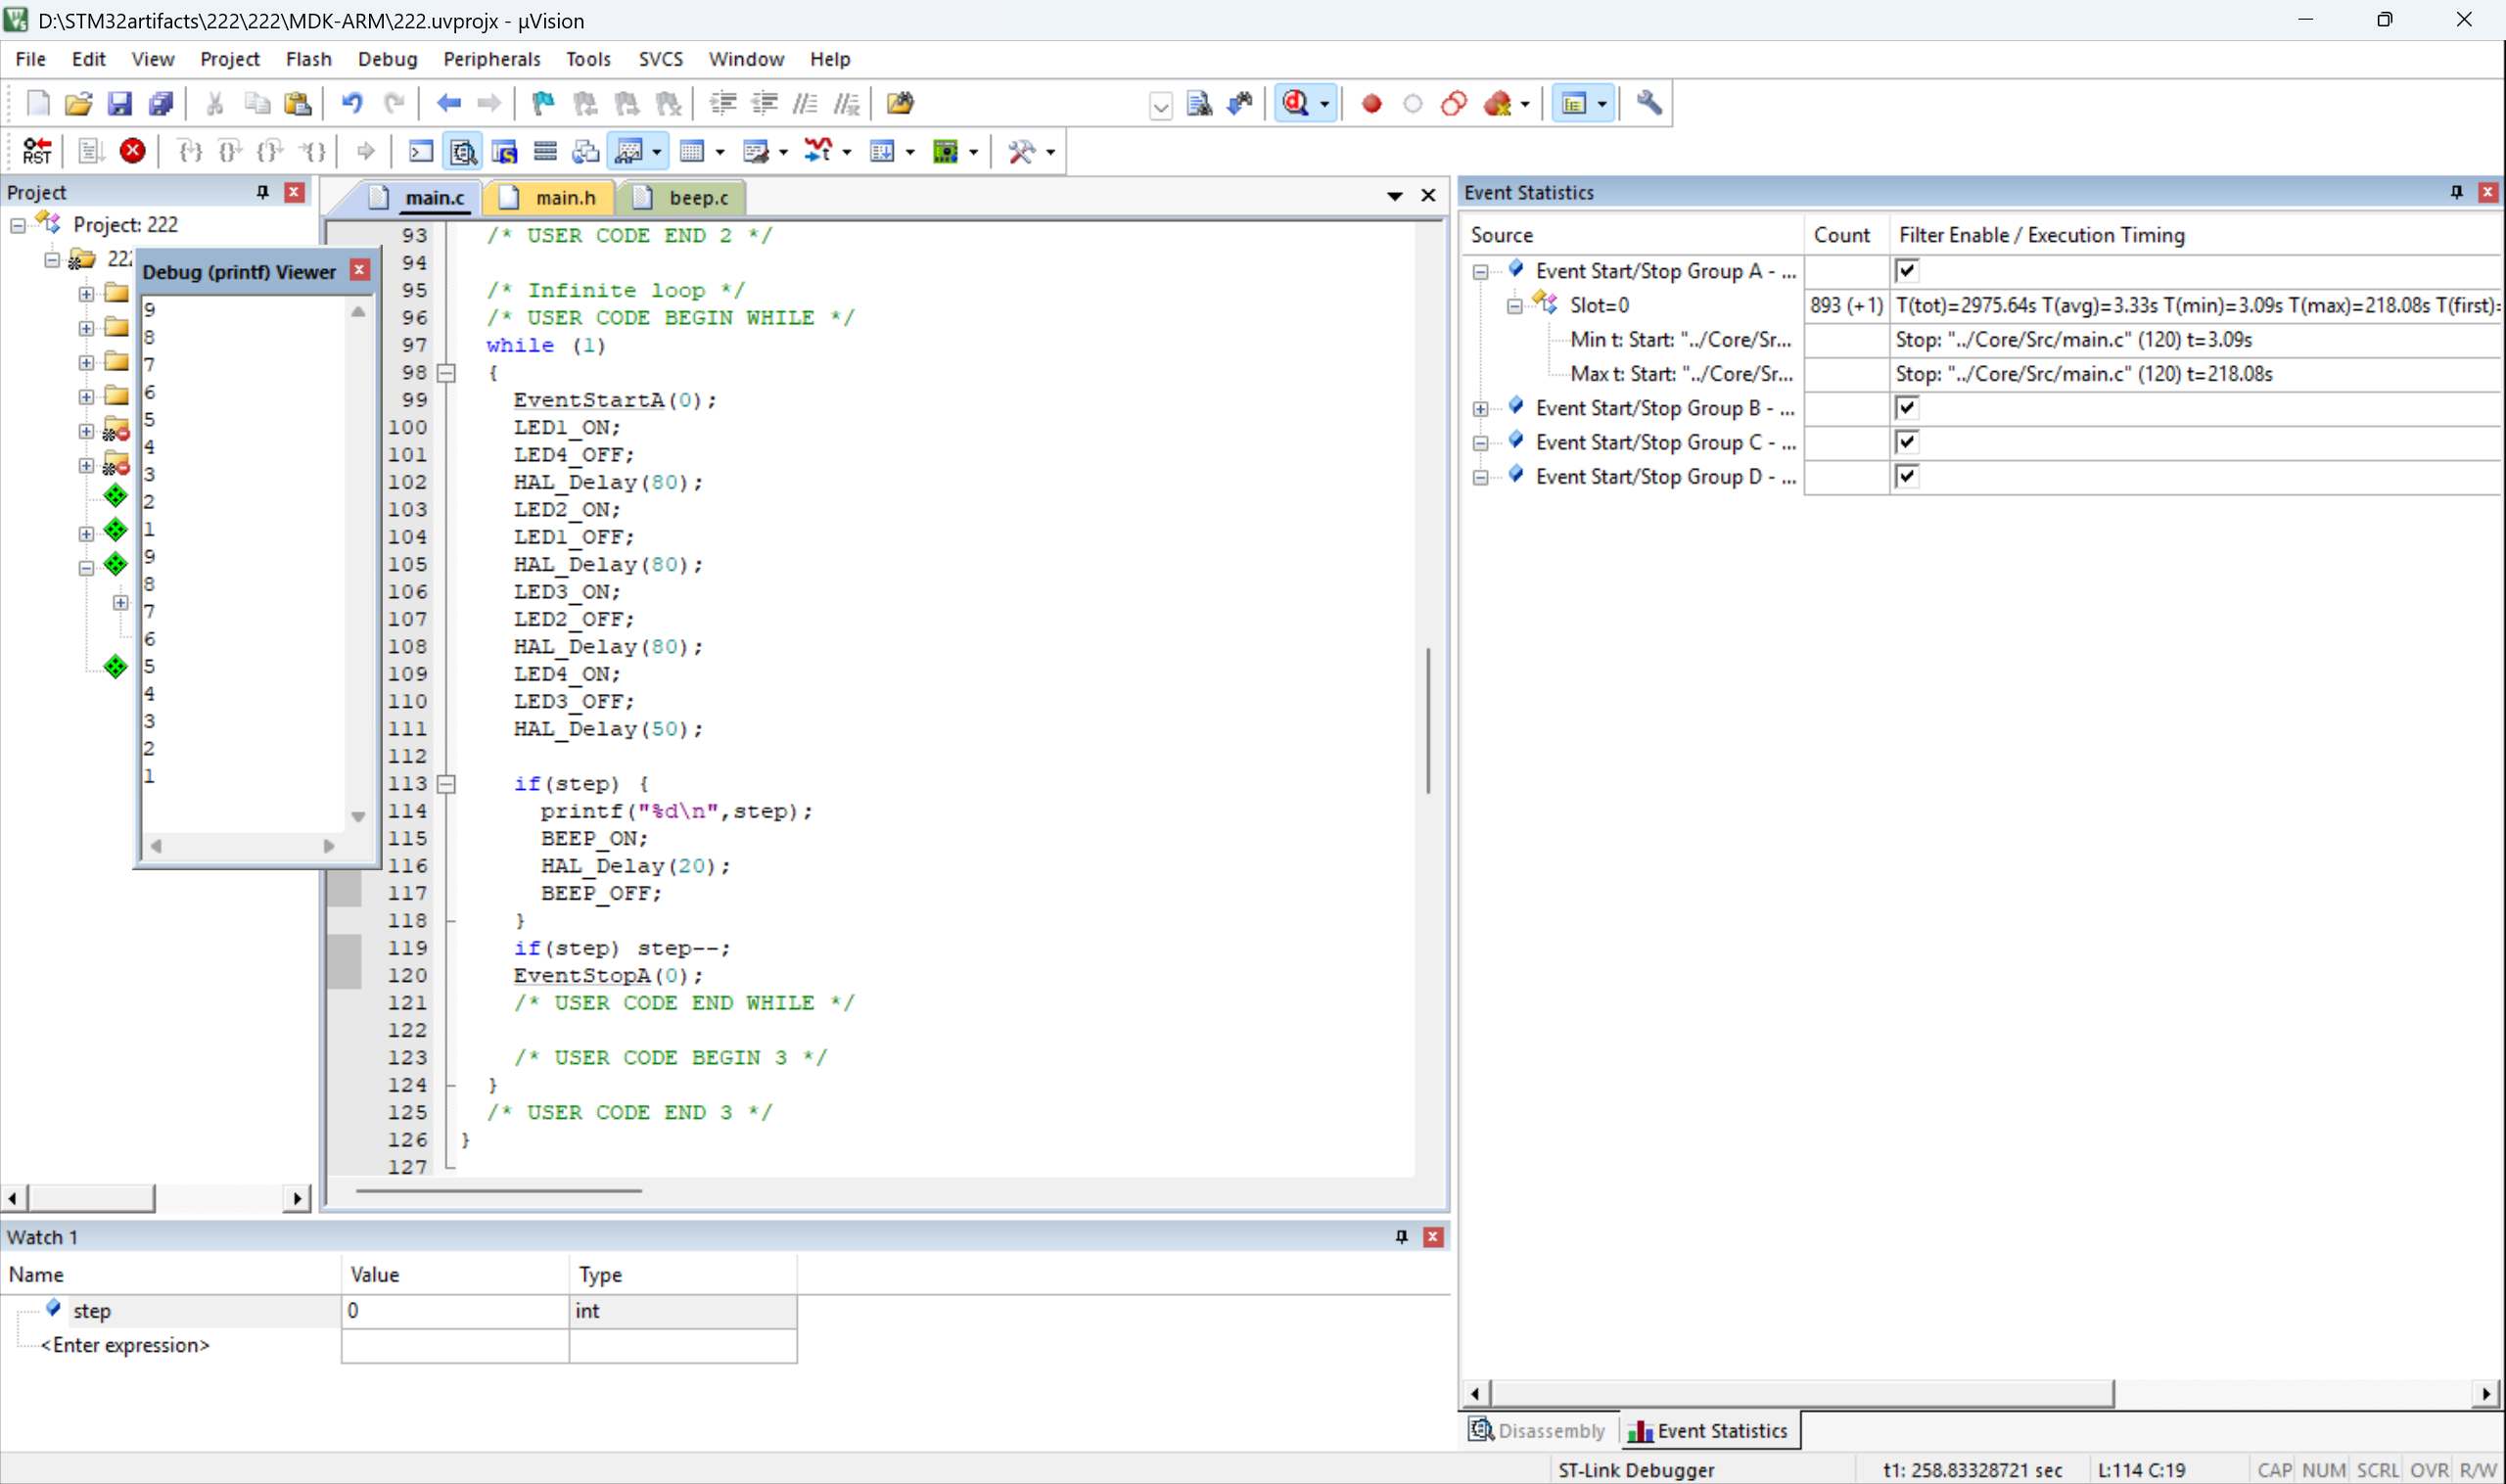 D:\STM32artifacts\222\222\MDK-ARM\222.uvprojx - µVision
File Edit View Project Flash Debug Peripherals Tools SVCS Window Help
Project
Project: 222
Debug (printf) Viewer
9
8
7
6
5
4
3
2
1
9
8
7
6
5
4
3
2
1
main.c main.h beep.c
93 /* USER CODE END 2 */
94
95 /* Infinite loop */
96 /* USER CODE BEGIN WHILE */
97 while (1)
98 {
99 EventStartA(0);
100 LED1_ON;
101 LED4_OFF;
102 HAL_Delay(80);
103 LED2_ON;
104 LED1_OFF;
105 HAL_Delay(80);
106 LED3_ON;
107 LED2_OFF;
108 HAL_Delay(80);
109 LED4_ON;
110 LED3_OFF;
111 HAL_Delay(50);
112
113 if(step) {
114 printf("%d\n",step);
115 BEEP_ON;
116 HAL_Delay(20);
117 BEEP_OFF;
118 }
119 if(step) step--;
120 EventStopA(0);
121 /* USER CODE END WHILE */
122
123 /* USER CODE BEGIN 3 */
124 }
125 /* USER CODE END 3 */
126 }
127
Event Statistics
Source Count Filter Enable / Execution Timing
Event Start/Stop Group A - ...
Slot=0 893 (+1) T(tot)=2975.64s T(avg)=3.33s T(min)=3.09s T(max)=218.08s T(first)=
Min t: Start: "../Core/Sr... Stop: "../Core/Src/main.c" (120) t=3.09s
Max t: Start: "../Core/Sr... Stop: "../Core/Src/main.c" (120) t=218.08s
Event Start/Stop Group B - ...
Event Start/Stop Group C - ...
Event Start/Stop Group D - ...
Watch 1
Name Value Type
step 0 int
<Enter expression>
Disassembly Event Statistics
ST-Link Debugger t1: 258.83328721 sec L:114 C:19 CAP NUM SCRL OVR R/W